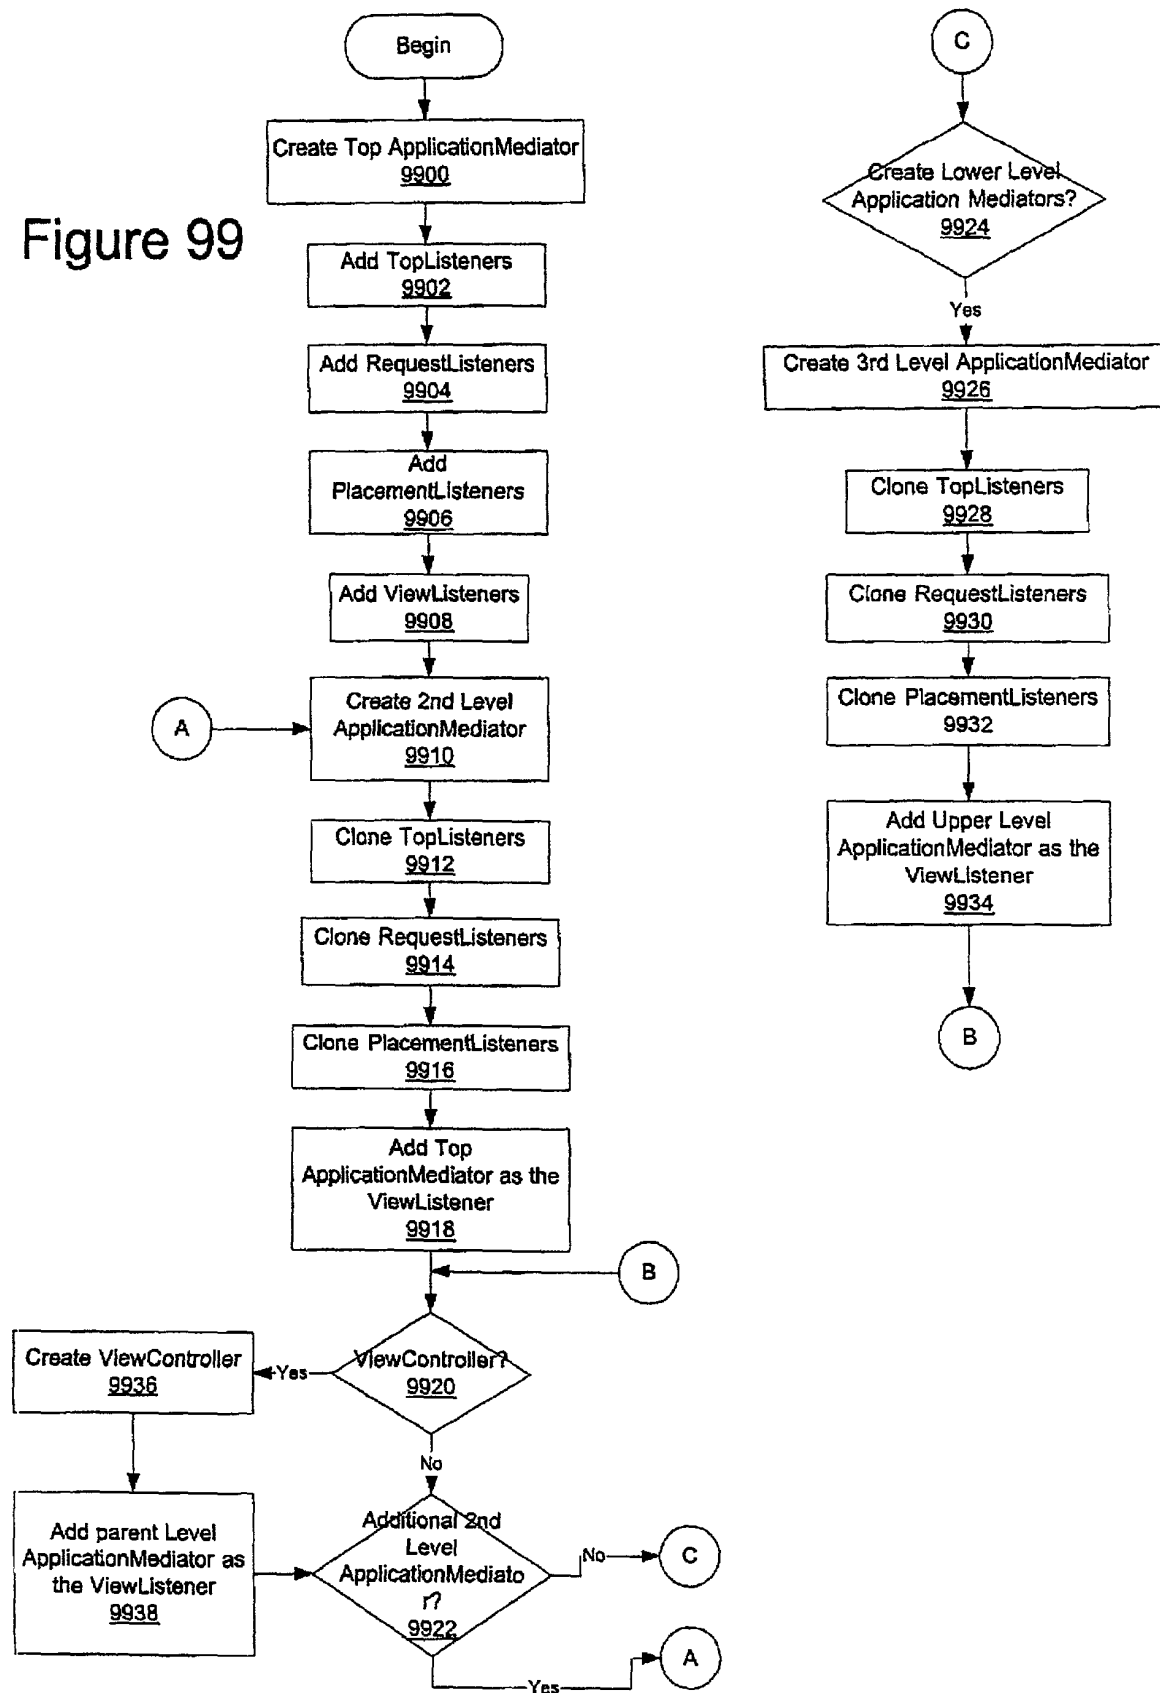 Figure 99
Begin
Create Top ApplicationMediator
9900
Add TopListeners
9902
Add RequestListeners
9904
Add
PlacementListeners
9906
Add ViewListeners
9908
A
Create 2nd Level
ApplicationMediator
9910
Clone TopListeners
9912
Clone RequestListeners
9914
Clone PlacementListeners
9916
Add Top
ApplicationMediator as the
ViewListener
9918
B
ViewController?
9920
Yes
Create ViewController
9936
No
Add parent Level
ApplicationMediator as
the ViewListener
9938
Additional 2nd
Level
ApplicationMediato
r?
9922
No
C
Yes
A
C
Create Lower Level
Application Mediators?
9924
Yes
Create 3rd Level ApplicationMediator
9926
Clone TopListeners
9928
Clone RequestListeners
9930
Clone PlacementListeners
9932
Add Upper Level
ApplicationMediator as the
ViewListener
9934
B